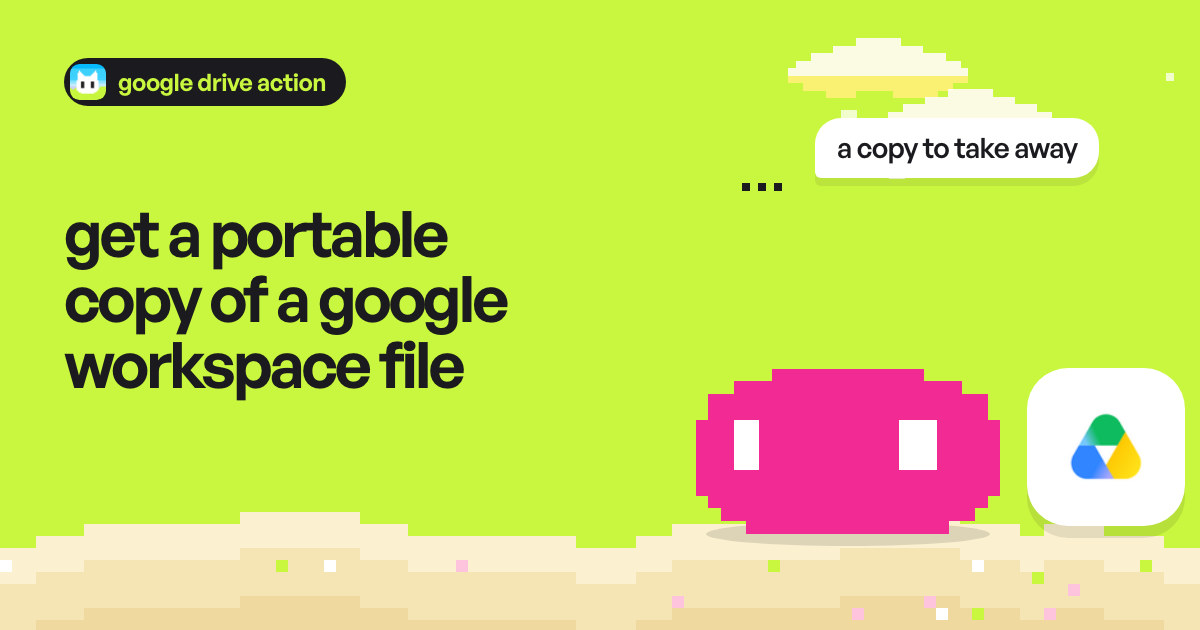 google drive action
a copy to take away
get a portable
copy of a google
workspace file